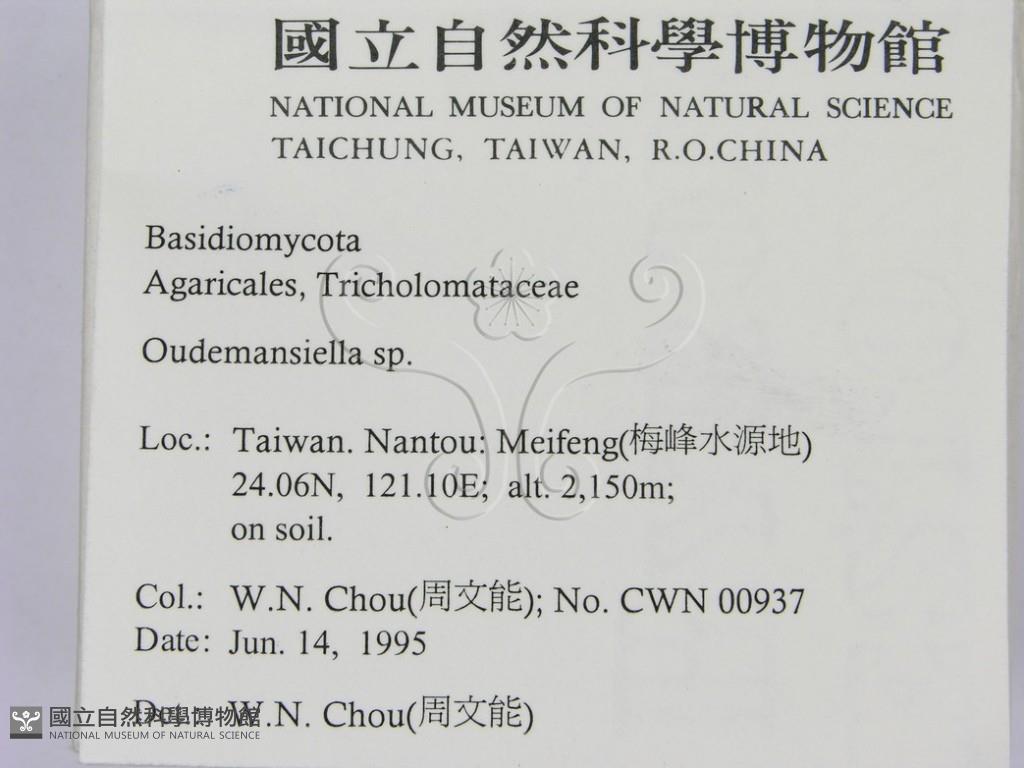 國立自然科學博物館
NATIONAL MUSEUM OF NATURAL SCIENCE
TAICHUNG, TAIWAN, R.O.CHINA
Basidiomycota
Agaricales, Tricholomataceae
Oudemansiella sp.
Loc.: Taiwan. Nantou: Meifeng(梅峰水源地)
24.06N, 121.10E; alt. 2,150m;
on soil.
Col.: W.N. Chou(周文能); No. CWN 00937
Date: Jun. 14, 1995
Det.: W.N. Chou(周文能)
國立自然科學博物館
NATIONAL MUSEUM OF NATURAL SCIENCE